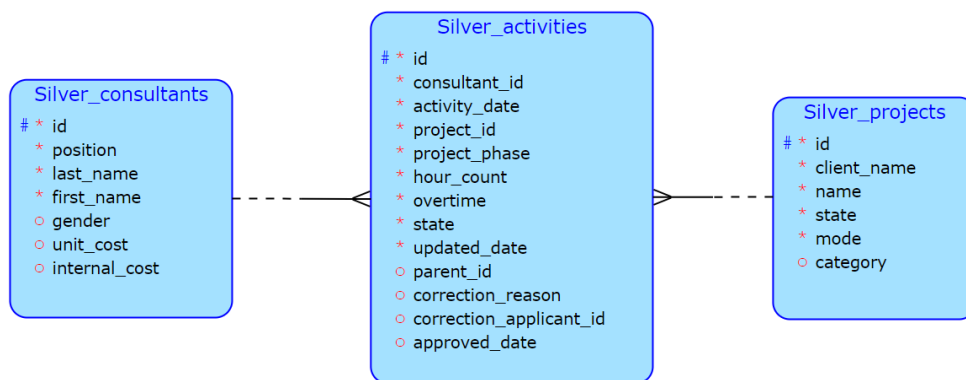 Silver_consultants
# * id
* position
* last_name
* first_name
o gender
o unit_cost
o internal_cost
Silver_activities
# * id
* consultant_id
* activity_date
* project_id
* project_phase
* hour_count
* overtime
* state
* updated_date
o parent_id
o correction_reason
o correction_applicant_id
o approved_date
Silver_projects
# * id
* client_name
* name
* state
* mode
o category